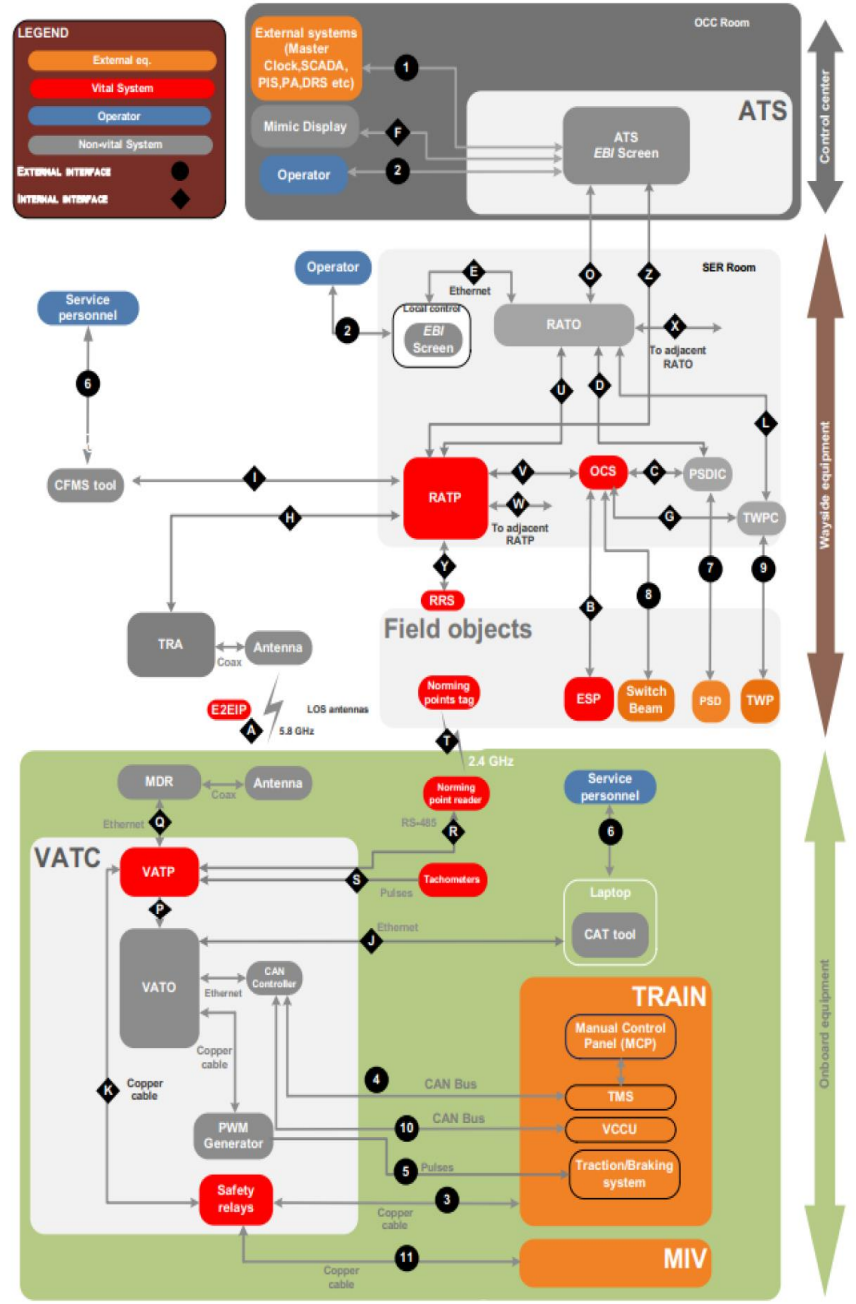 LEGEND
External eq.
Vital System
Operator
Non-vital System
EXTERNAL INTERFACE
INTERNAL INTERFACE
OCC Room
External systems
(Master
Clock,SCADA,
PIS,PA,DRS etc)
1
ATS
Mimic Display
F
ATS
EBI Screen
Operator
2
Control center
SER Room
Operator
E
Ethernet
O
Z
Service
personnel
Local control
EBI
Screen
2
RATO
X
To adjacent
RATO
6
U
D
L
CFMS tool
I
RATP
V
OCS
C
PSDIC
W
To adjacent
RATP
G
TWPC
H
Y
7
9
RRS
B
8
Wayside equipment
Field objects
TRA
Coax
Antenna
Norming
points tag
ESP
Switch
Beam
PSD
TWP
E2EIP
A
LOS antennas
5.8 GHz
T
2.4 GHz
MDR
Coax
Antenna
Norming
point reader
Service
personnel
Ethernet
Q
RS-485
R
6
VATC
VATP
S
Pulses
Tachometers
Laptop
CAT tool
P
Ethernet
J
VATO
Ethernet
CAN
Controller
TRAIN
Manual Control
Panel (MCP)
Copper
cable
K
Copper
cable
4
CAN Bus
TMS
PWM
Generator
10
CAN Bus
VCCU
5
Pulses
Traction/Braking
system
Safety
relays
3
Copper
cable
11
Copper
cable
MIV
Onboard equipment